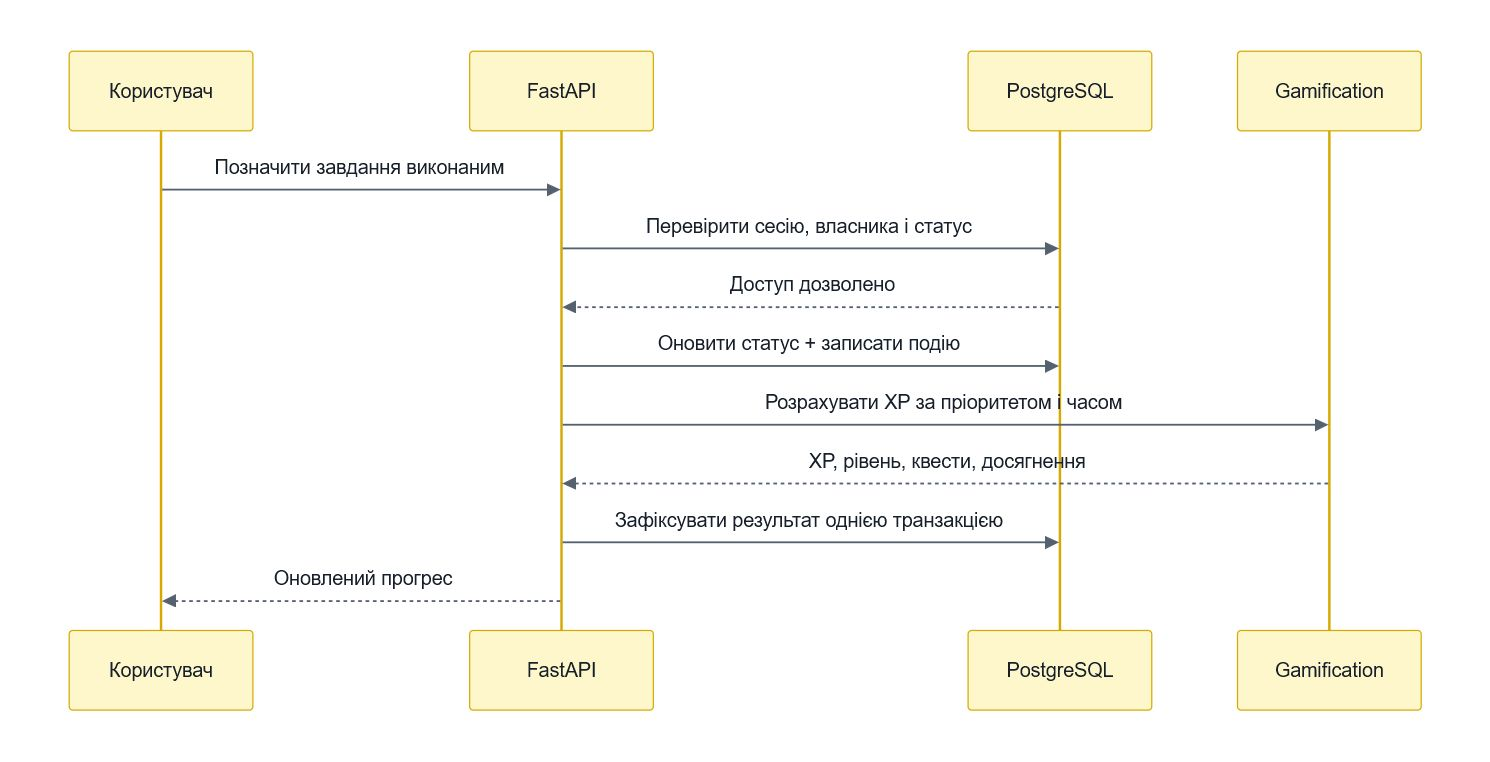 Користувач
FastAPI
PostgreSQL
Gamification
Позначити завдання виконаним
Перевірити сесію, власника і статус
Доступ дозволено
Оновити статус + записати подію
Розрахувати XP за пріоритетом і часом
XP, рівень, квести, досягнення
Зафіксувати результат однією транзакцією
Оновлений прогрес
Користувач
FastAPI
PostgreSQL
Gamification